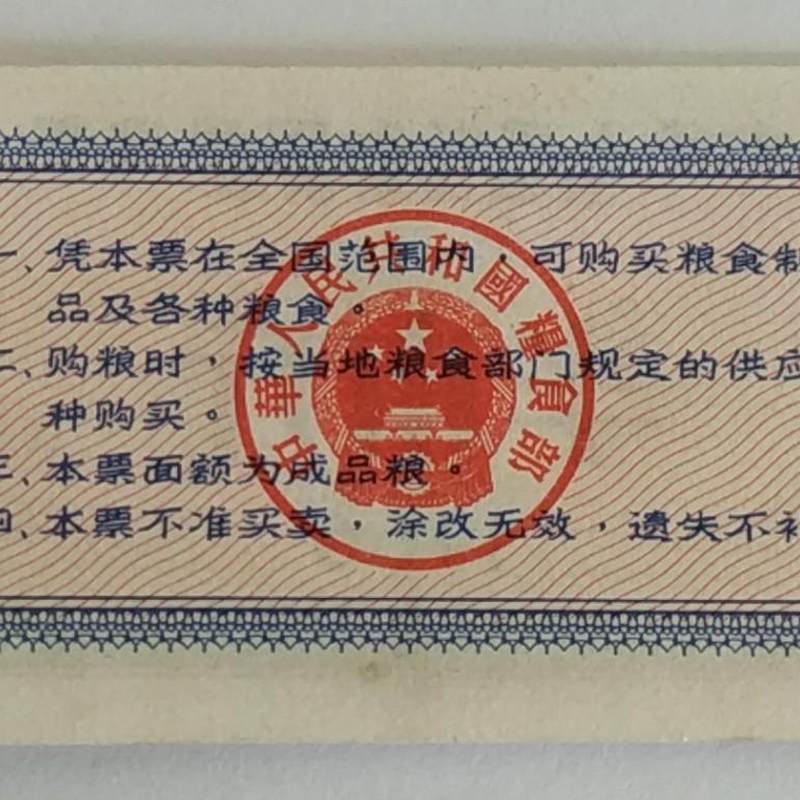 一、凭本票在全国范围内，可购买粮食制
品及各种粮食。
二、购粮时，按当地粮食部门规定的供应
种购买。
三、本票面额为成品粮。
四、本票不准买卖，涂改无效，遗失不补
中華人民共和國糧食部